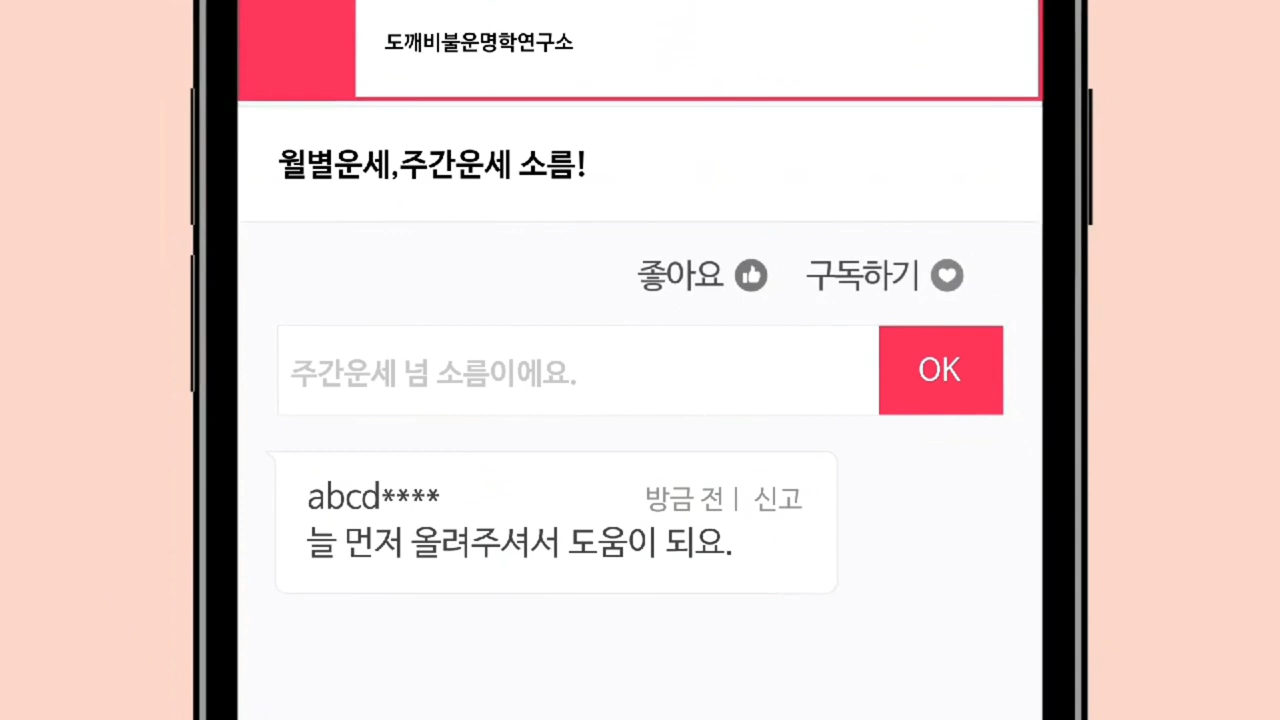 도깨비불운명학연구소
월별운세,주간운세 소름!
좋아요 구독하기
주간운세 넘 소름이에요.
OK
abcd**** 방금 전 | 신고
늘 먼저 올려주셔서 도움이 되요.